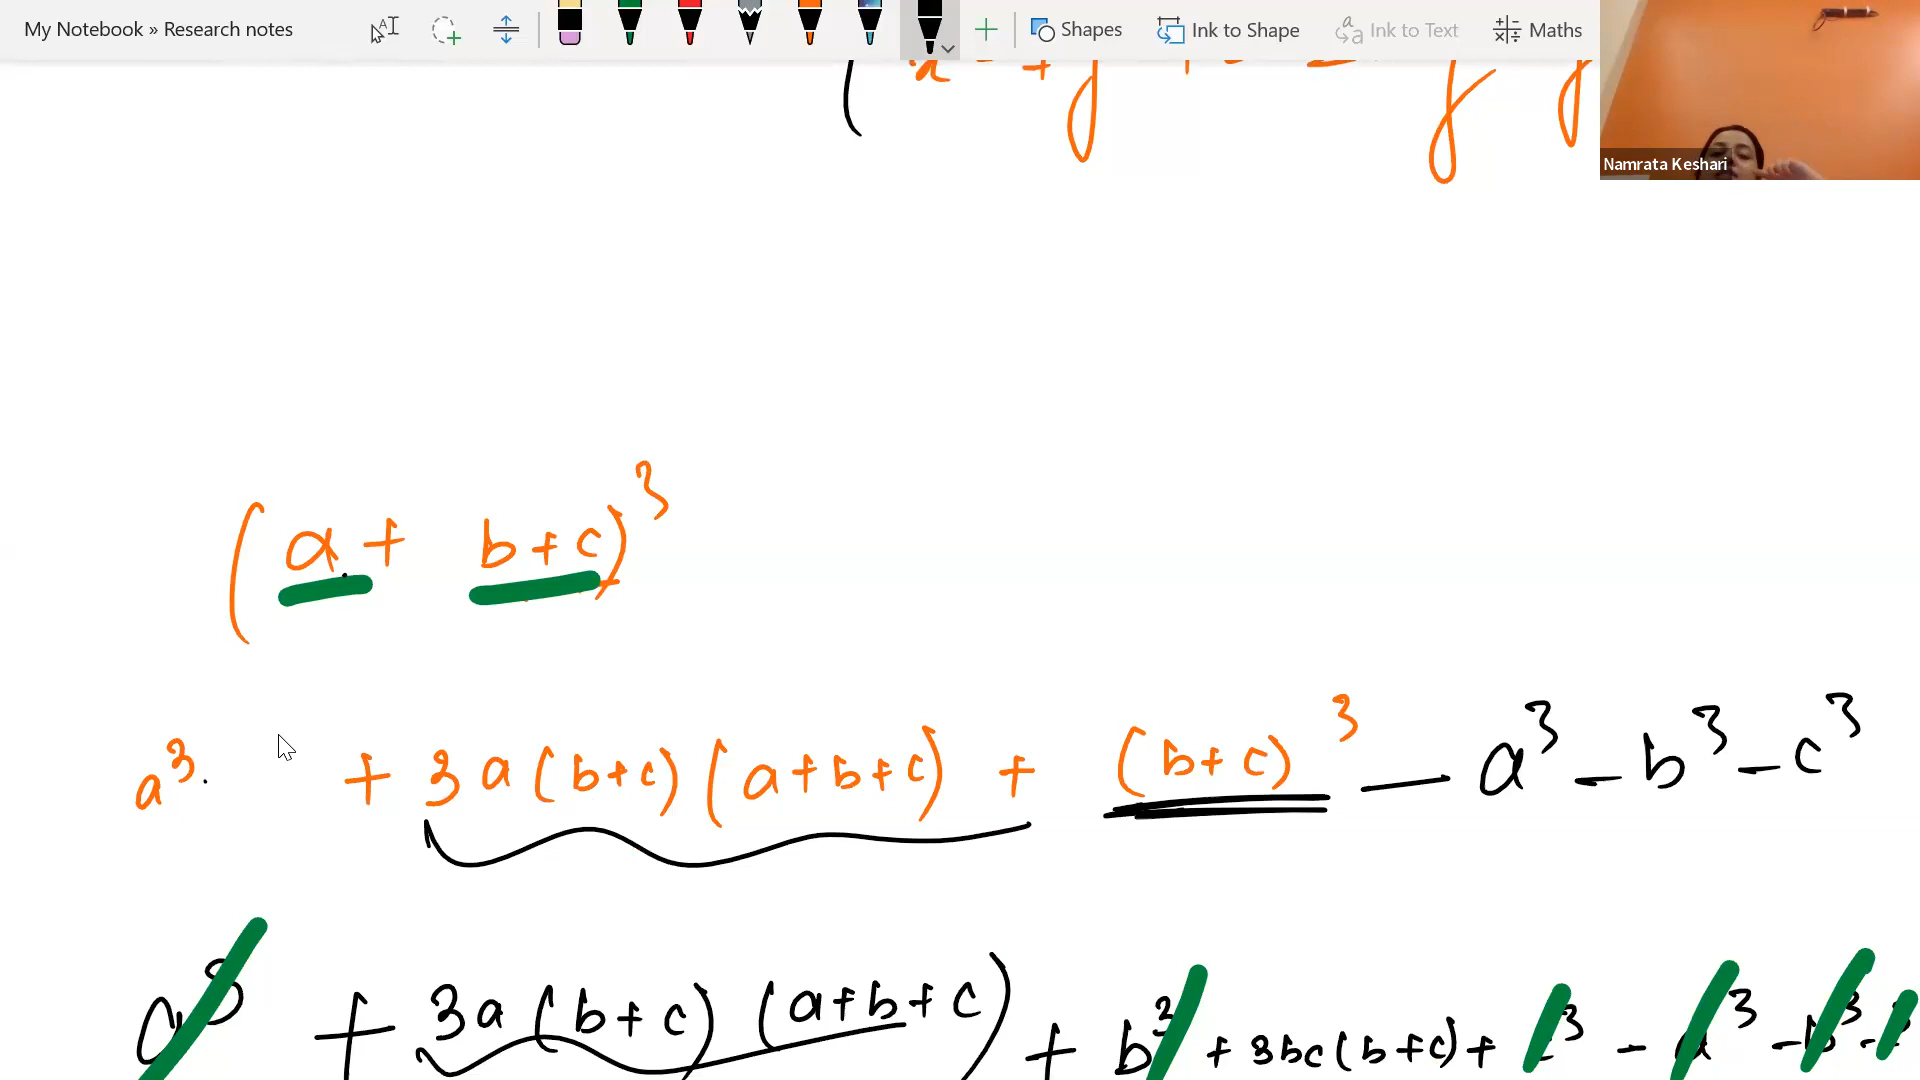 My Notebook » Research notes
Shapes
Ink to Shape
Ink to Text
Maths
Namrata Keshari
(a + b+c)³
a³. + 3a(b+c)(a+b+c) + (b+c)³ — a³ - b³ - c³
a³ + 3a(b+c)(a+b+c) + b³ + 3bc(b+c) + c³ - a³ - b³ -